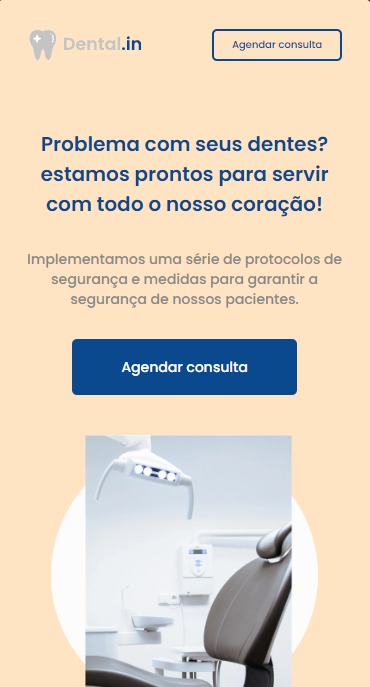 Dental.in
Agendar consulta
Problema com seus dentes?
estamos prontos para servir
com todo o nosso coração!
Implementamos uma série de protocolos de
segurança e medidas para garantir a
segurança de nossos pacientes.
Agendar consulta